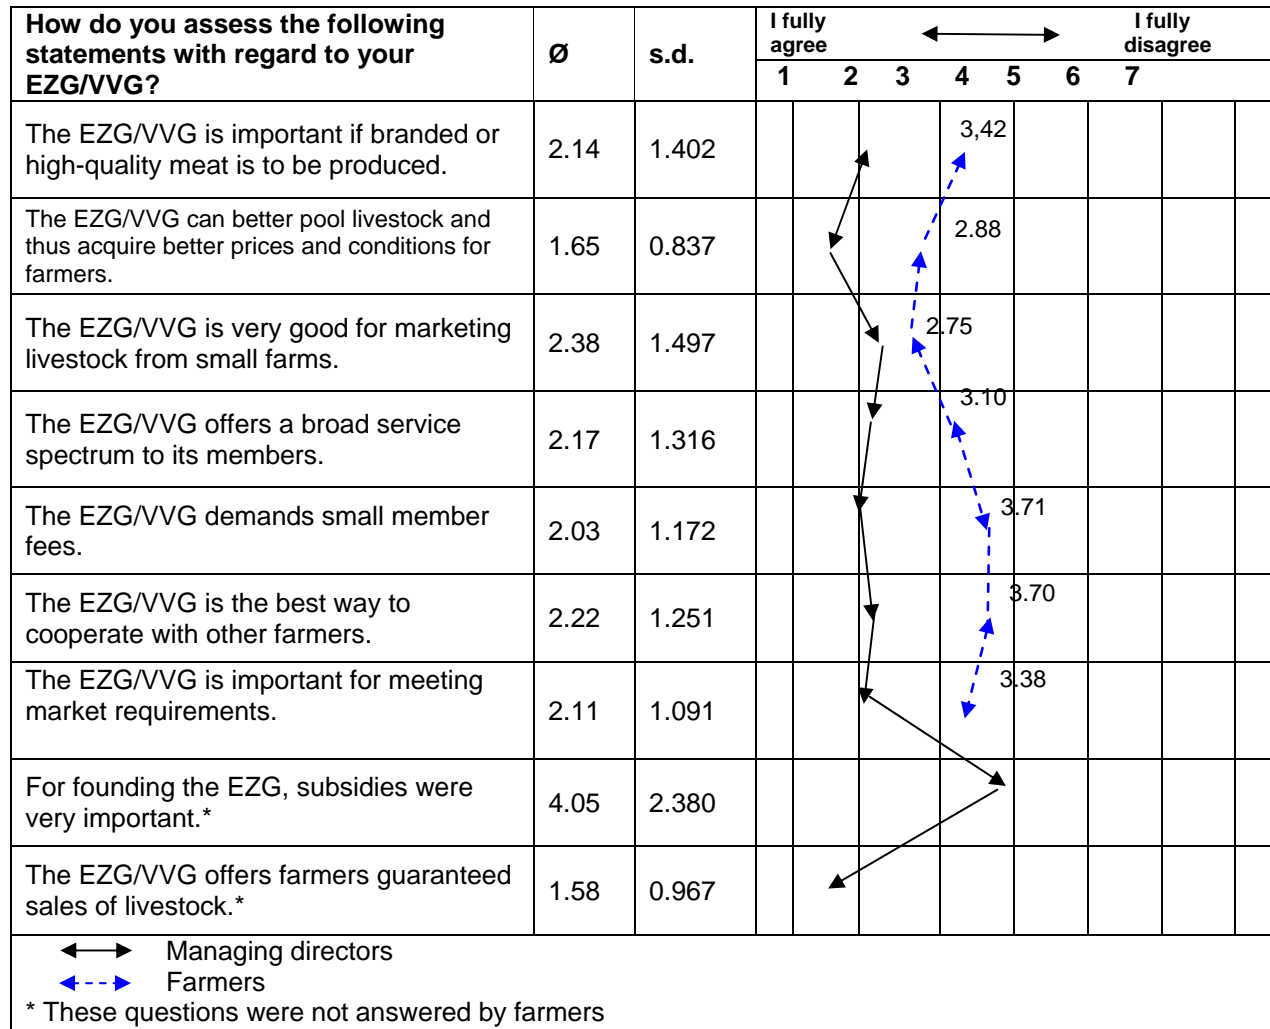 How do you assess the following
statements with regard to your
EZG/VVG?
Ø
s.d.
I fully
agree
I fully
disagree
1 2 3 4 5 6 7
The EZG/VVG is important if branded or
high-quality meat is to be produced.
2.14
1.402
3,42
The EZG/VVG can better pool livestock and
thus acquire better prices and conditions for
farmers.
1.65
0.837
2.88
The EZG/VVG is very good for marketing
livestock from small farms.
2.38
1.497
2.75
The EZG/VVG offers a broad service
spectrum to its members.
2.17
1.316
3.10
The EZG/VVG demands small member
fees.
2.03
1.172
3.71
The EZG/VVG is the best way to
cooperate with other farmers.
2.22
1.251
3.70
The EZG/VVG is important for meeting
market requirements.
2.11
1.091
3.38
For founding the EZG, subsidies were
very important.*
4.05
2.380
The EZG/VVG offers farmers guaranteed
sales of livestock.*
1.58
0.967
Managing directors
Farmers
* These questions were not answered by farmers